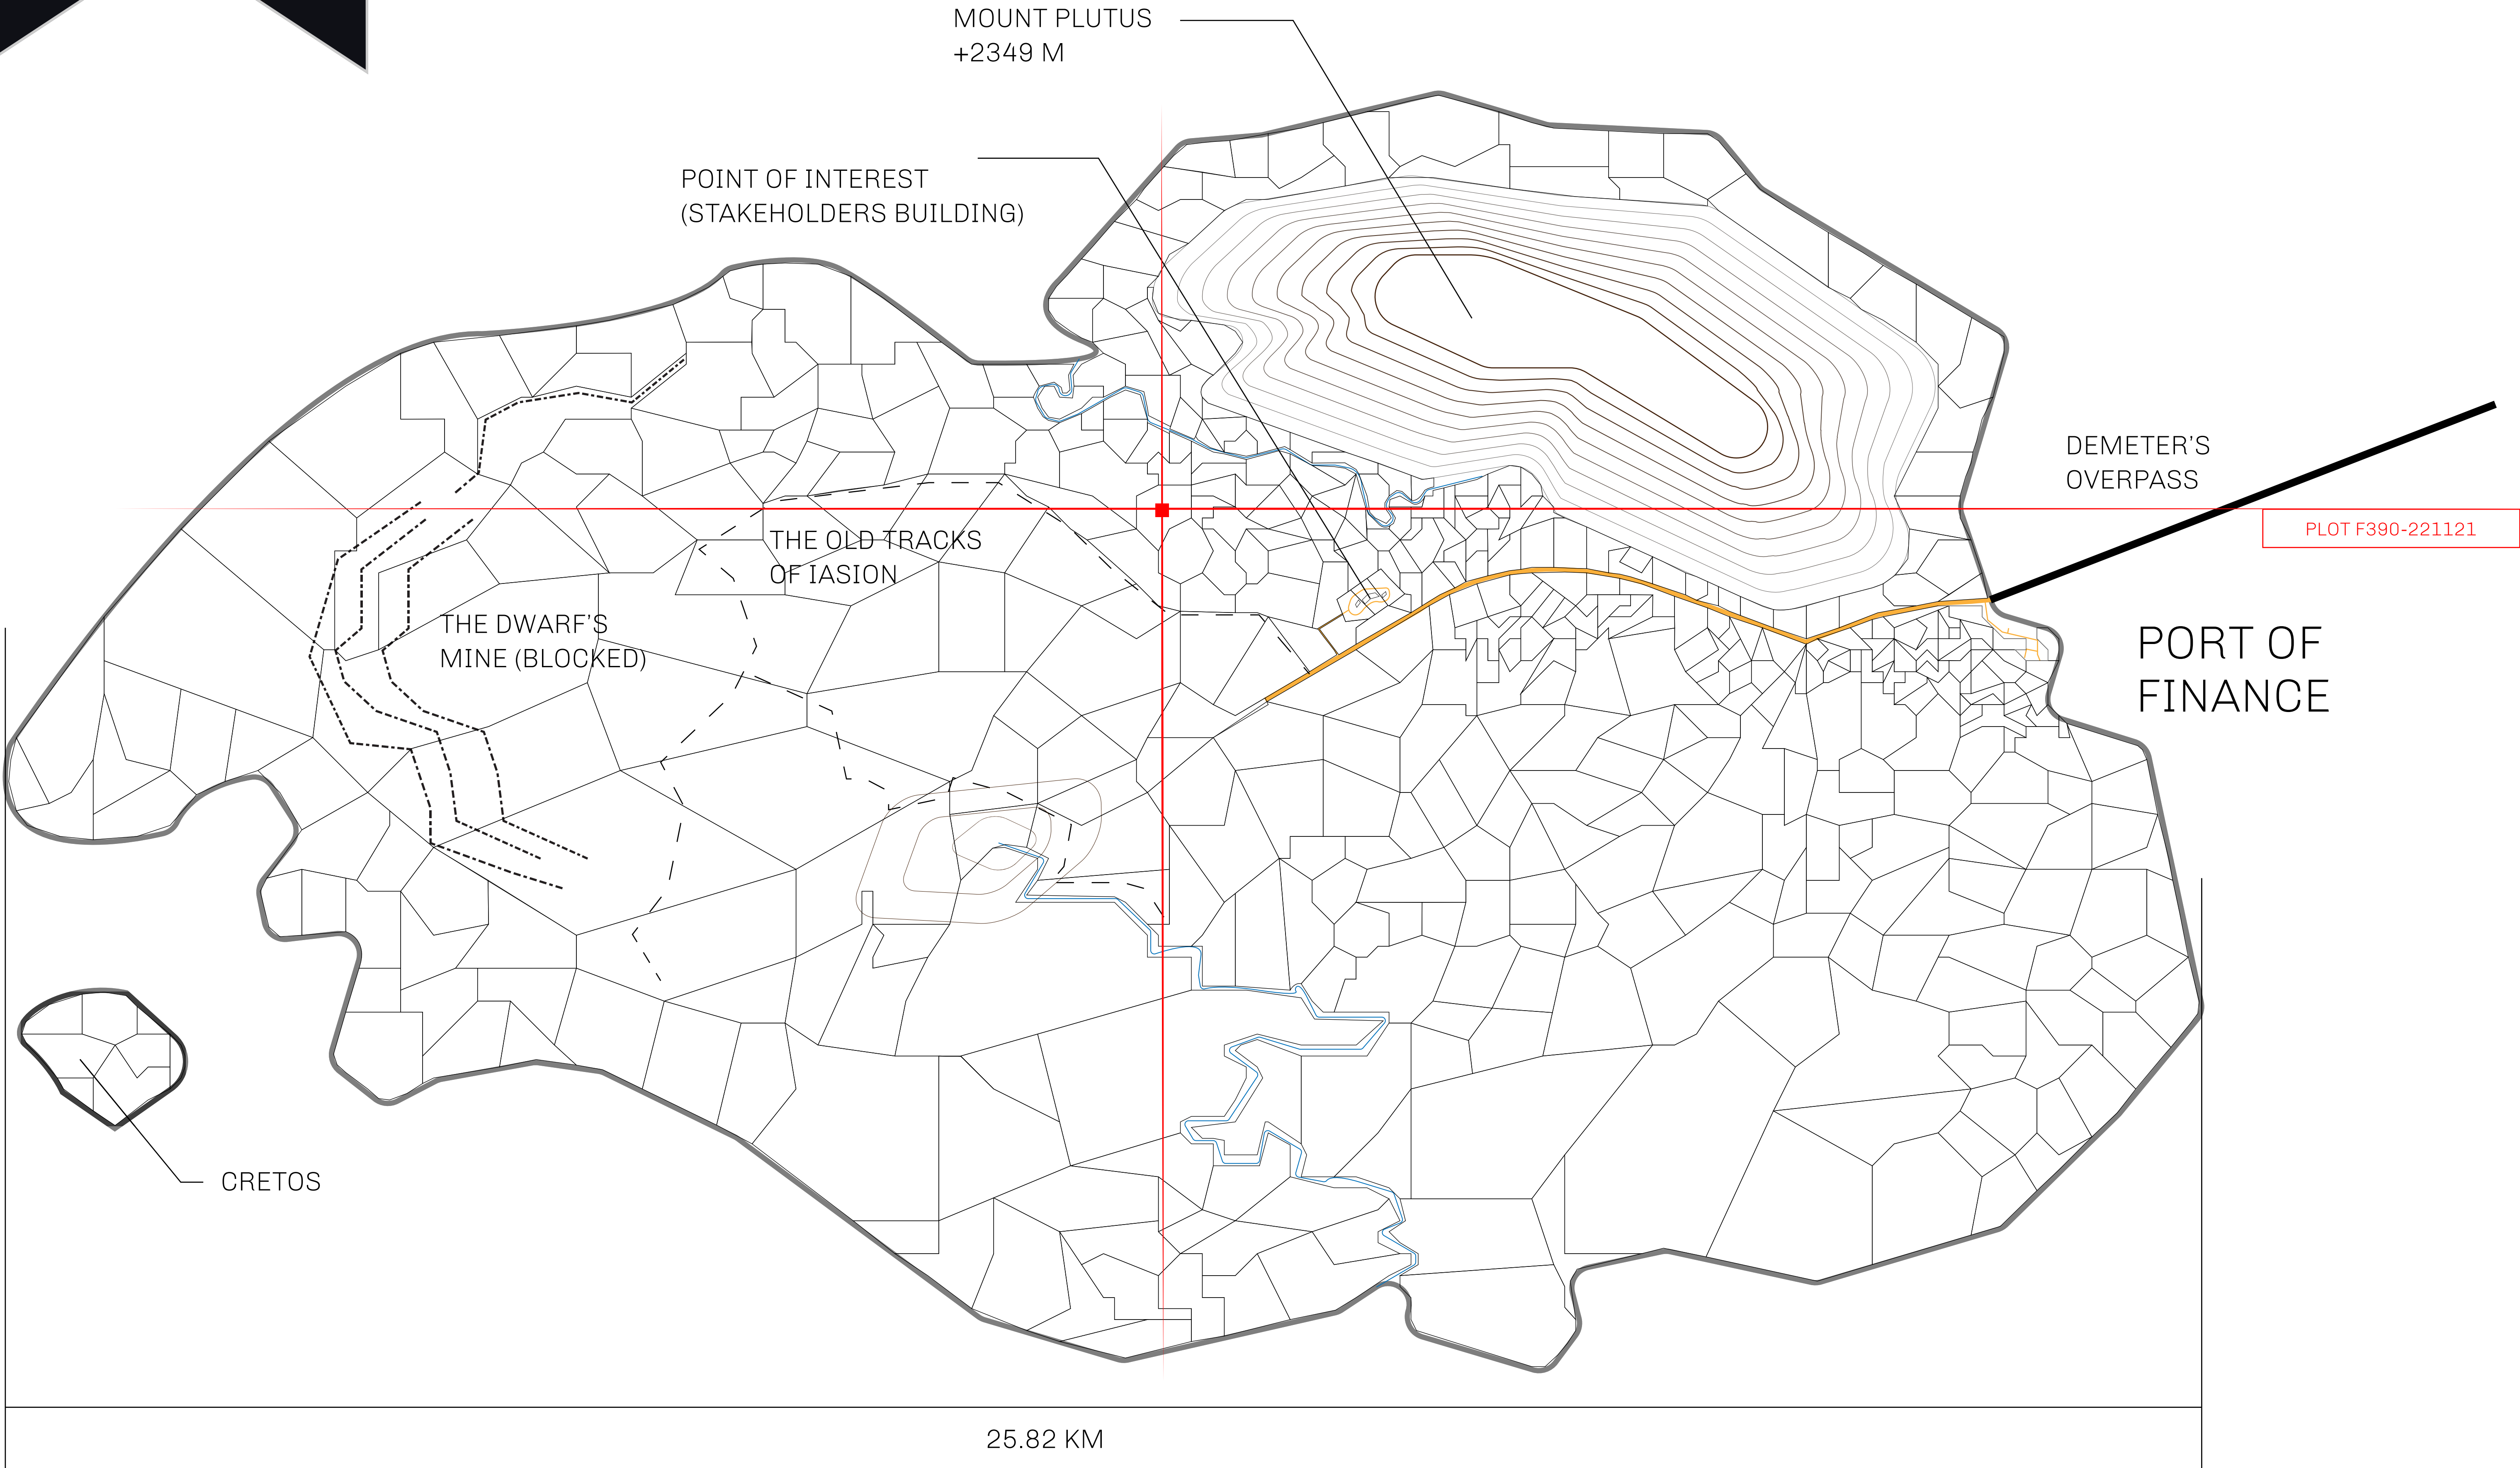 MOUNT PLUTUS
+2349 M
POINT OF INTEREST
(STAKEHOLDERS BUILDING)
DEMETER'S
OVERPASS
PLOT F390-221121
THE OLD TRACKS
OF IASION
THE DWARF'S
MINE (BLOCKED)
PORT OF
FINANCE
CRETOS
25.82 KM